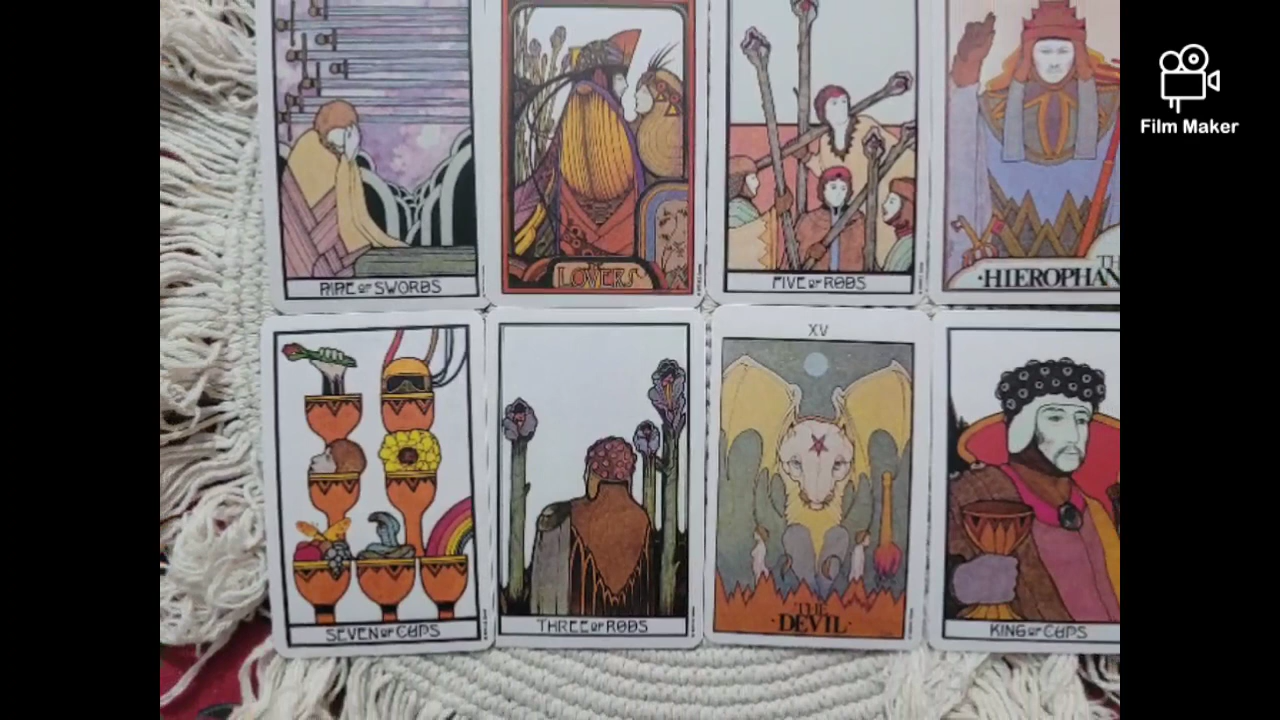 Film Maker
NINE OF SWORDS
LOVERS
FIVE OF RODS
THE
·HIEROPHAN
XV
SEVEN OF CUPS
THREE OF RODS
THE
·DEVIL·
KING OF CUPS